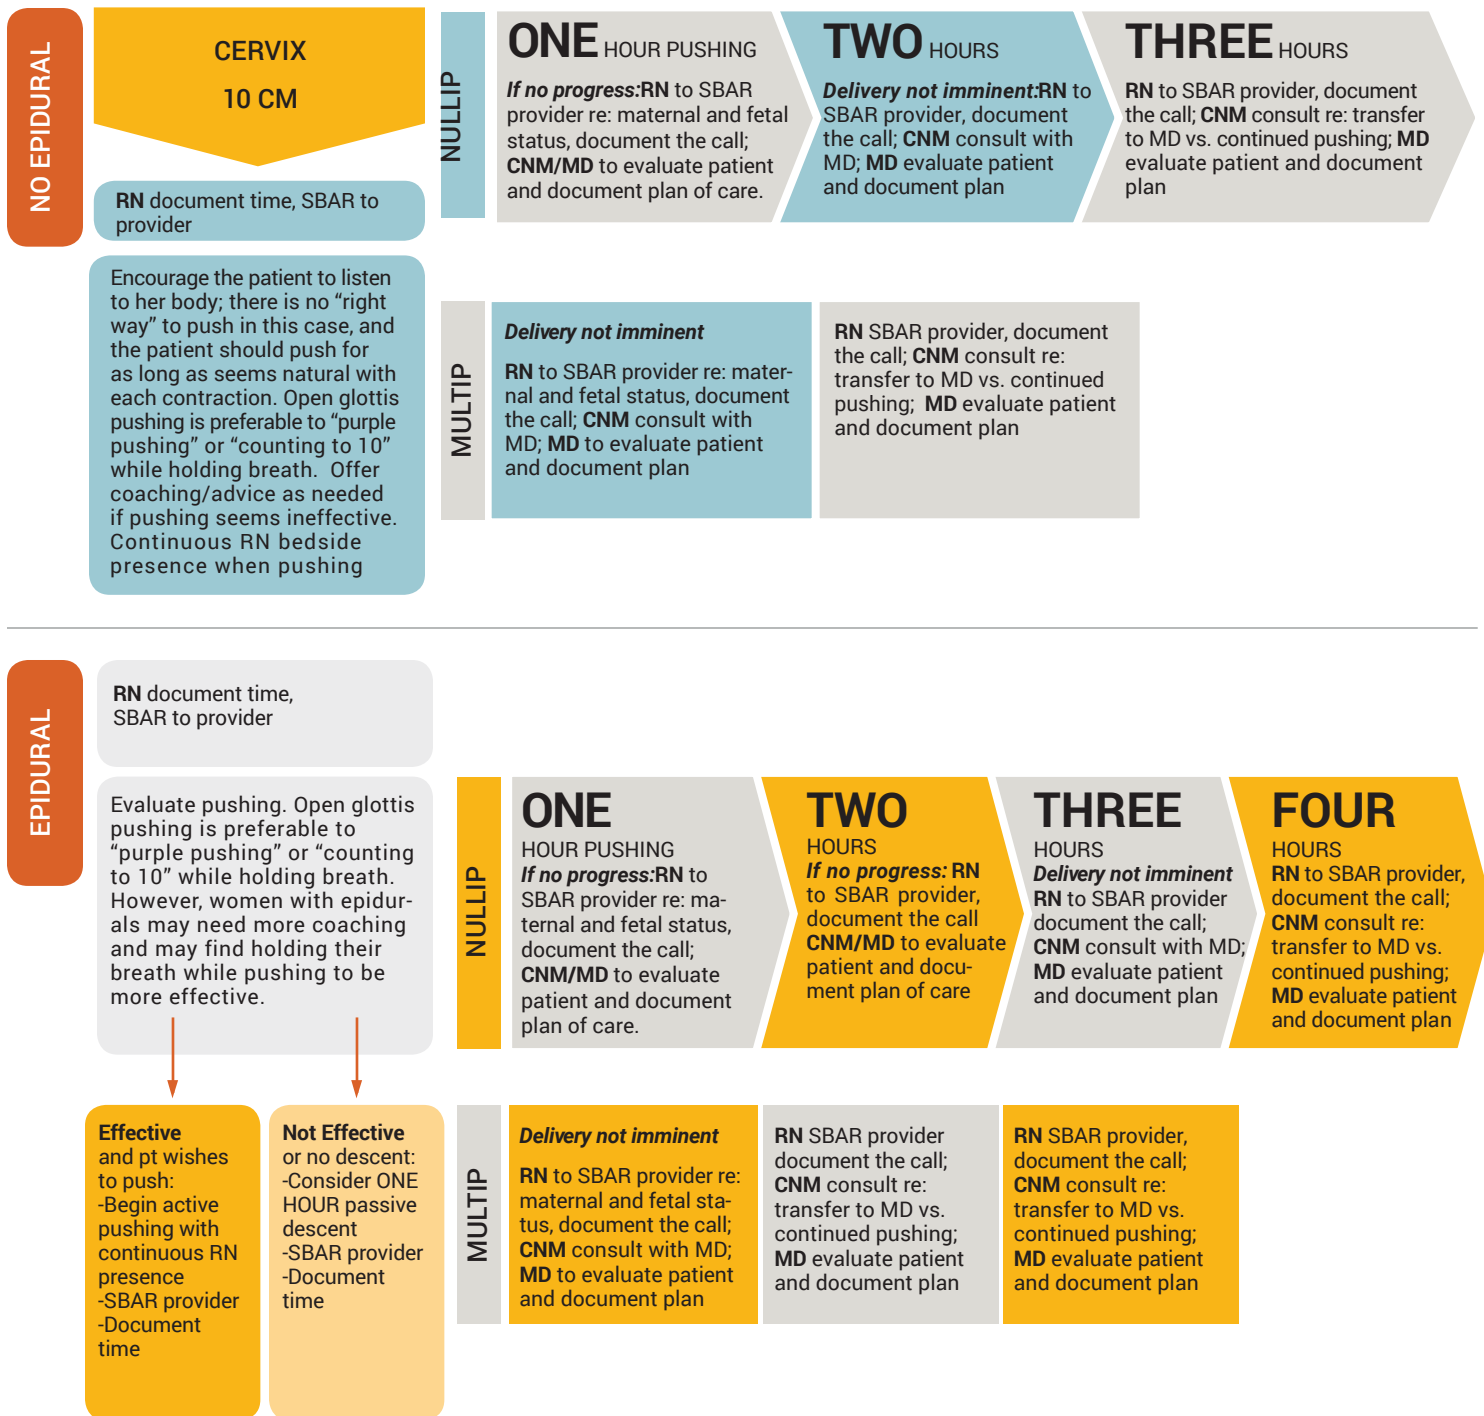 NO EPIDURAL
CERVIX
10 CM
RN document time, SBAR to
provider
Encourage the patient to listen
to her body; there is no “right
way” to push in this case, and
the patient should push for
as long as seems natural with
each contraction. Open glottis
pushing is preferable to “purple
pushing” or “counting to 10”
while holding breath.  Offer
coaching/advice as needed
if pushing seems ineffective.
Continuous RN bedside
presence when pushing
NULLIP
ONE HOUR PUSHING
If no progress:RN to SBAR
provider re: maternal and fetal
status, document the call;
CNM/MD to evaluate patient
and document plan of care.
TWO HOURS
Delivery not imminent:RN to
SBAR provider, document
the call; CNM consult with
MD; MD evaluate patient
and document plan
THREE HOURS
RN to SBAR provider, document
the call; CNM consult re: transfer
to MD vs. continued pushing; MD
evaluate patient and document
plan
MULTIP
Delivery not imminent
RN to SBAR provider re: mater-
nal and fetal status, document
the call; CNM consult with
MD; MD to evaluate patient
and document plan
RN SBAR provider, document
the call; CNM consult re:
transfer to MD vs. continued
pushing;  MD evaluate patient
and document plan
EPIDURAL
RN document time,
SBAR to provider
Evaluate pushing. Open glottis
pushing is preferable to
“purple pushing” or “counting
to 10” while holding breath.
However, women with epidur-
als may need more coaching
and may find holding their
breath while pushing to be
more effective.
Effective
and pt wishes
to push:
-Begin active
pushing with
continuous RN
presence
-SBAR provider
-Document
time
Not Effective
or no descent:
-Consider ONE
HOUR passive
descent
-SBAR provider
-Document
time
NULLIP
ONE
HOUR PUSHING
If no progress:RN to
SBAR provider re: ma-
ternal and fetal status,
document the call;
CNM/MD to evaluate
patient and document
plan of care.
TWO
HOURS
If no progress: RN
to SBAR provider,
document the call
CNM/MD to evaluate
patient and docu-
ment plan of care
THREE
HOURS
Delivery not imminent
RN to SBAR provider
document the call;
CNM consult with MD;
MD evaluate patient
and document plan
FOUR
HOURS
RN to SBAR provider,
document the call;
CNM consult re:
transfer to MD vs.
continued pushing;
MD evaluate patient
and document plan
MULTIP
Delivery not imminent
RN to SBAR provider re:
maternal and fetal sta-
tus, document the call;
CNM consult with MD;
MD to evaluate patient
and document plan
RN SBAR provider
document the call;
CNM consult re:
transfer to MD vs.
continued pushing;
MD evaluate patient
and document plan
RN SBAR provider,
document the call;
CNM consult re:
transfer to MD vs.
continued pushing;
MD evaluate patient
and document plan